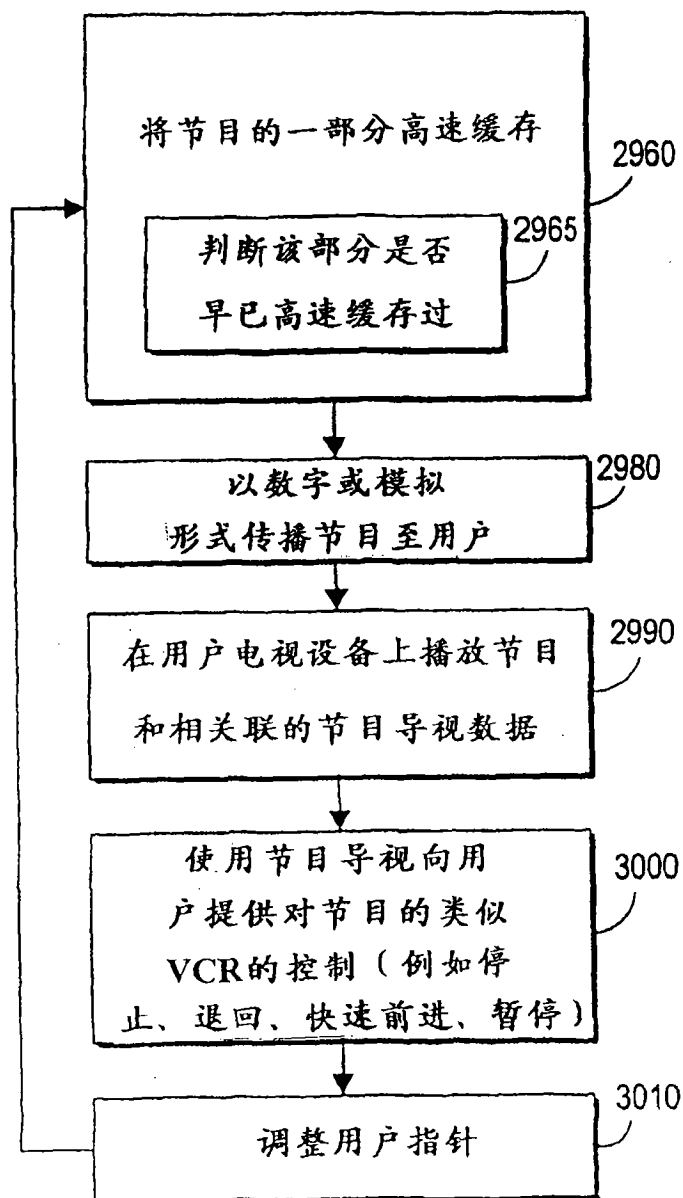 将节目的一部分高速缓存
2960
判断该部分是否
早已高速缓存过
2965
以数字或模拟
形式传播节目至用户
2980
在用户电视设备上播放节目
和相关联的节目导视数据
2990
使用节目导视向用
户提供对节目的类似
VCR的控制（例如停
止、退回、快速前进、暂停）
3000
调整用户指针
3010